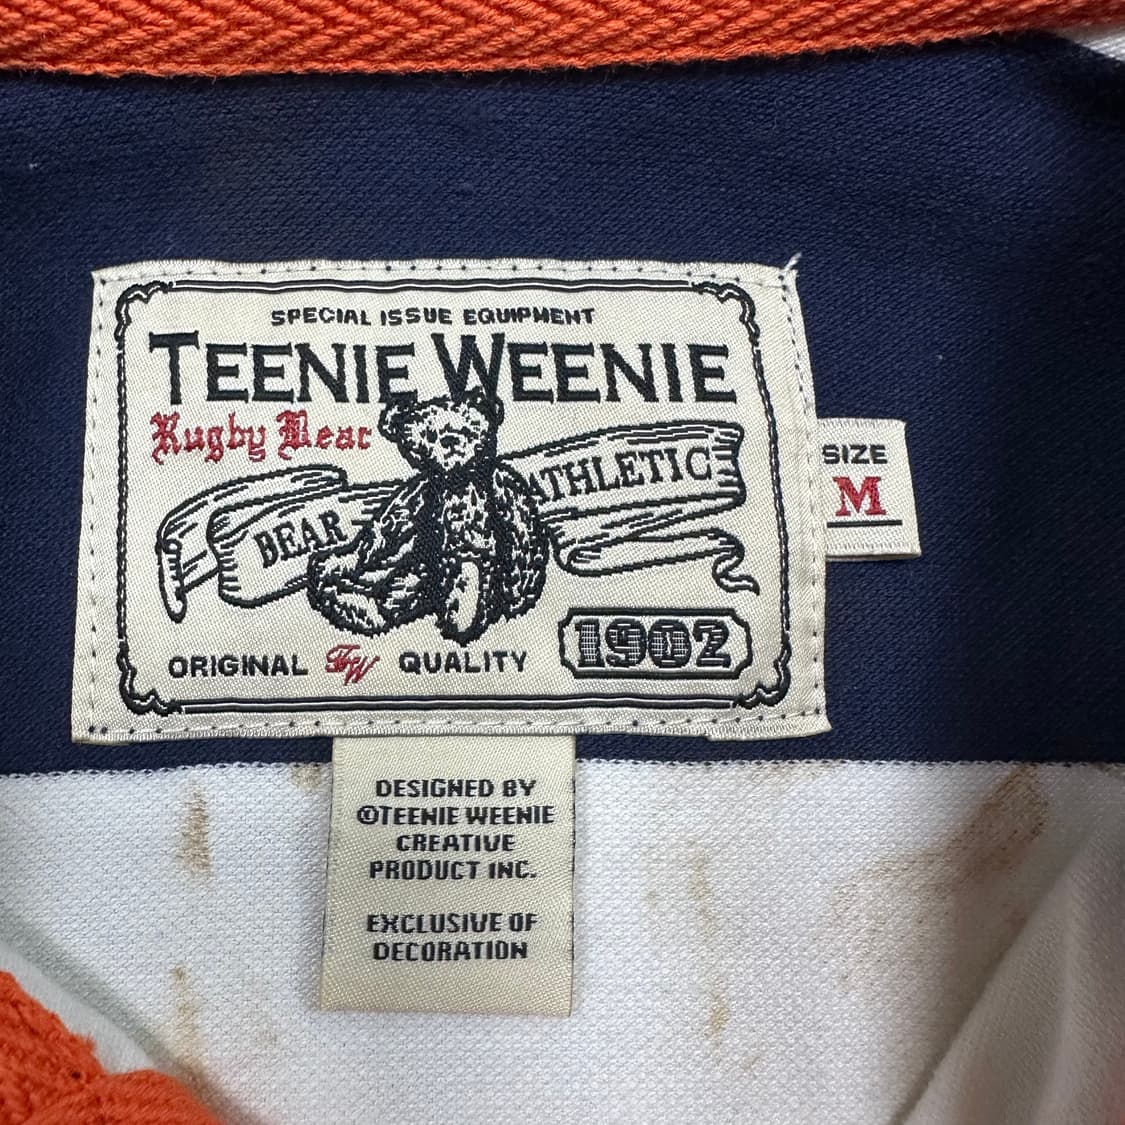 SPECIAL ISSUE EQUIPMENT
TEENIE WEENIE
Rugby Bear
BEAR ATHLETIC
ORIGINAL TW QUALITY
1902
SIZE
M
DESIGNED BY
©TEENIE WEENIE
CREATIVE
PRODUCT INC.
EXCLUSIVE OF
DECORATION